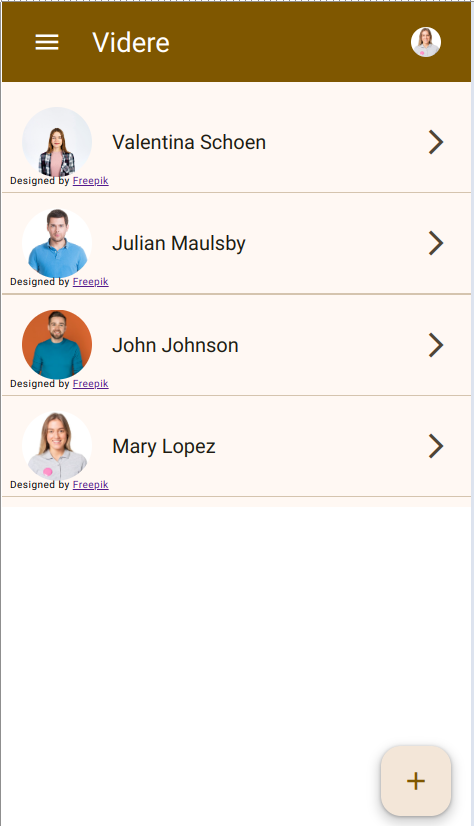 Videre
Valentina Schoen
Designed by Freepik
Julian Maulsby
Designed by Freepik
John Johnson
Designed by Freepik
Mary Lopez
Designed by Freepik